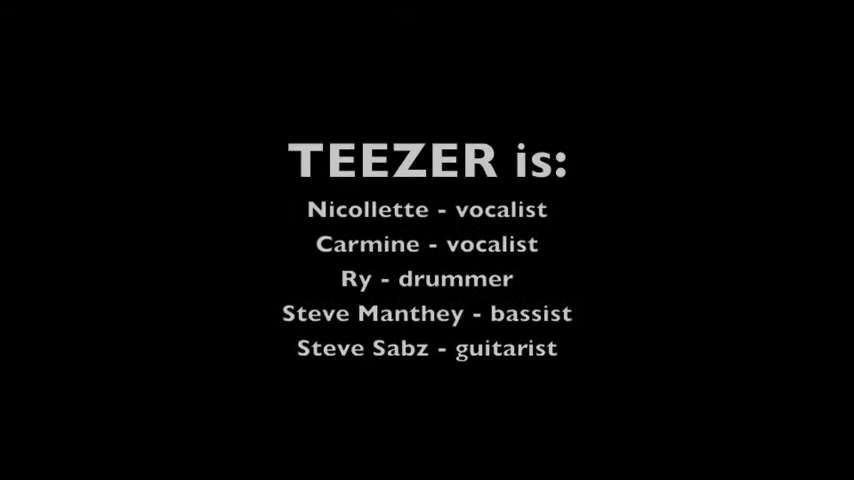 TEEZER is:
Nicollette - vocalist
Carmine - vocalist
Ry - drummer
Steve Manthey - bassist
Steve Sabz - guitarist